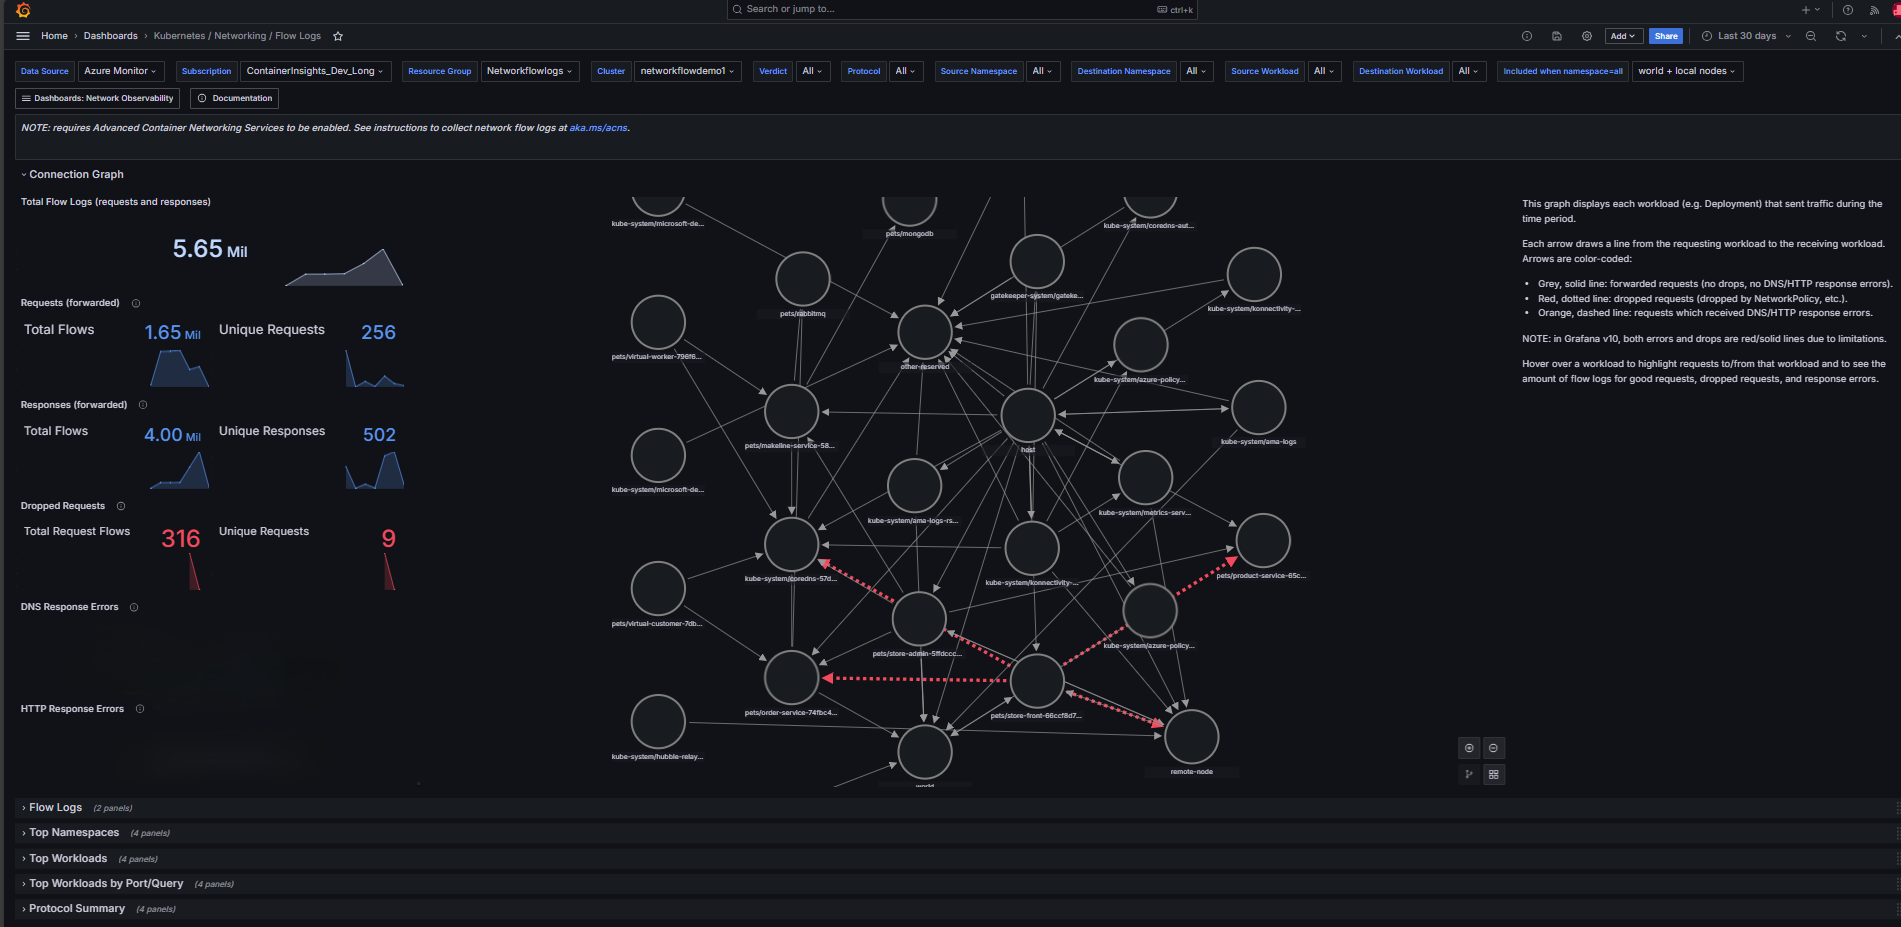 Search or jump to...
ctrl+k
Home › Dashboards › Kubernetes / Networking / Flow Logs
Add
Share
Last 30 days
Data Source
Azure Monitor
Subscription
ContainerInsights_Dev_Long
Resource Group
Networkflowlogs
Cluster
networkflowdemo1
Verdict
All
Protocol
All
Source Namespace
All
Destination Namespace
All
Source Workload
All
Destination Workload
All
Included when namespace=all
world + local nodes
Dashboards: Network Observability
Documentation
NOTE: requires Advanced Container Networking Services to be enabled. See instructions to collect network flow logs at aka.ms/acns.
Connection Graph
Total Flow Logs (requests and responses)
5.65 Mil
Requests (forwarded)
Total Flows
1.65 Mil
Unique Requests
256
Responses (forwarded)
Total Flows
4.00 Mil
Unique Responses
502
Dropped Requests
Total Request Flows
316
Unique Requests
9
DNS Response Errors
HTTP Response Errors
kube-system/microsoft-de...
pets/mongodb
kube-system/coredns-aut...
gatekeeper-system/gateke...
kube-system/konnectivity-...
pets/rabbitmq
pets/virtual-worker-796f6...
other-reserved
kube-system/azure-policy...
pets/makeline-service-58...
host
kube-system/ama-logs
kube-system/microsoft-de...
kube-system/ama-logs-rs...
kube-system/metrics-serv...
kube-system/coredns-57d...
kube-system/konnectivity-...
pets/product-service-65c...
pets/virtual-customer-7db...
pets/store-admin-5ffdccc...
kube-system/azure-policy...
pets/order-service-74fbc4...
pets/store-front-66ccf8d7...
kube-system/hubble-relay...
remote-node
world
This graph displays each workload (e.g. Deployment) that sent traffic during the
time period.
Each arrow draws a line from the requesting workload to the receiving workload.
Arrows are color-coded:
• Grey, solid line: forwarded requests (no drops, no DNS/HTTP response errors).
• Red, dotted line: dropped requests (dropped by NetworkPolicy, etc.).
• Orange, dashed line: requests which received DNS/HTTP response errors.
NOTE: in Grafana v10, both errors and drops are red/solid lines due to limitations.
Hover over a workload to highlight requests to/from that workload and to see the
amount of flow logs for good requests, dropped requests, and response errors.
Flow Logs (2 panels)
Top Namespaces (4 panels)
Top Workloads (4 panels)
Top Workloads by Port/Query (4 panels)
Protocol Summary (4 panels)